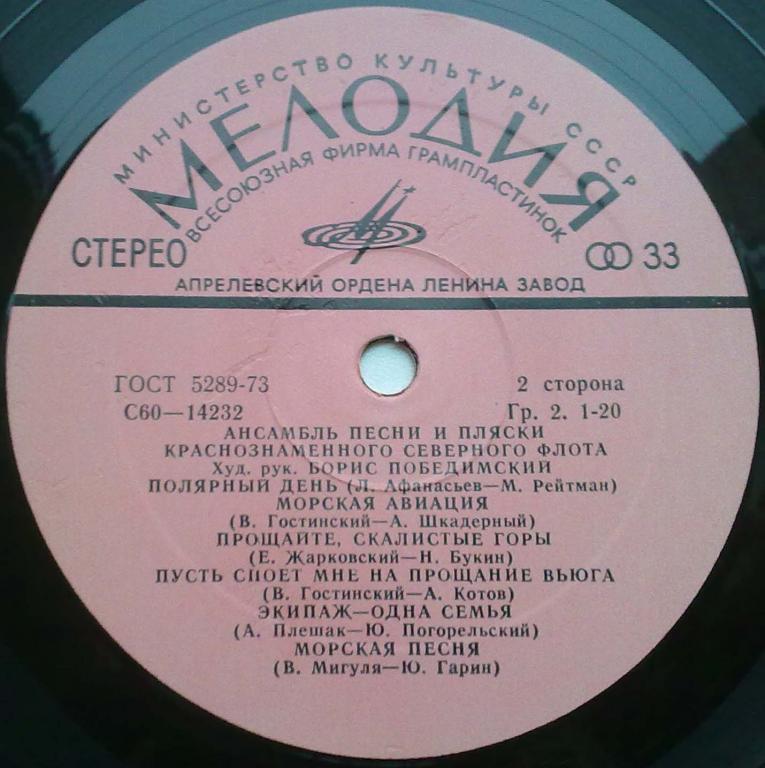 МИНИСТЕРСТВО КУЛЬТУРЫ СССР
МЕЛОДИЯ
ВСЕСОЮЗНАЯ ФИРМА ГРАМПЛАСТИНОК
СТЕРЕО 33
АПРЕЛЕВСКИЙ ОРДЕНА ЛЕНИНА ЗАВОД
ГОСТ 5289-73 2 сторона
С60—14232 Гр. 2. 1-20
АНСАМБЛЬ ПЕСНИ И ПЛЯСКИ
КРАСНОЗНАМЕННОГО СЕВЕРНОГО ФЛОТА
Худ. рук. БОРИС ПОБЕДИМСКИЙ
ПОЛЯРНЫЙ ДЕНЬ (Л. Афанасьев—М. Рейтман)
МОРСКАЯ АВИАЦИЯ
(В. Гостинский—А. Шкадерный)
ПРОЩАЙТЕ, СКАЛИСТЫЕ ГОРЫ
(Е. Жарковский—Н. Букин)
ПУСТЬ СПОЕТ МНЕ НА ПРОЩАНИЕ ВЬЮГА
(В. Гостинский—А. Котов)
ЭКИПАЖ—ОДНА СЕМЬЯ
(А. Плешак—Ю. Погорельский)
МОРСКАЯ ПЕСНЯ
(В. Мигуля—Ю. Гарин)